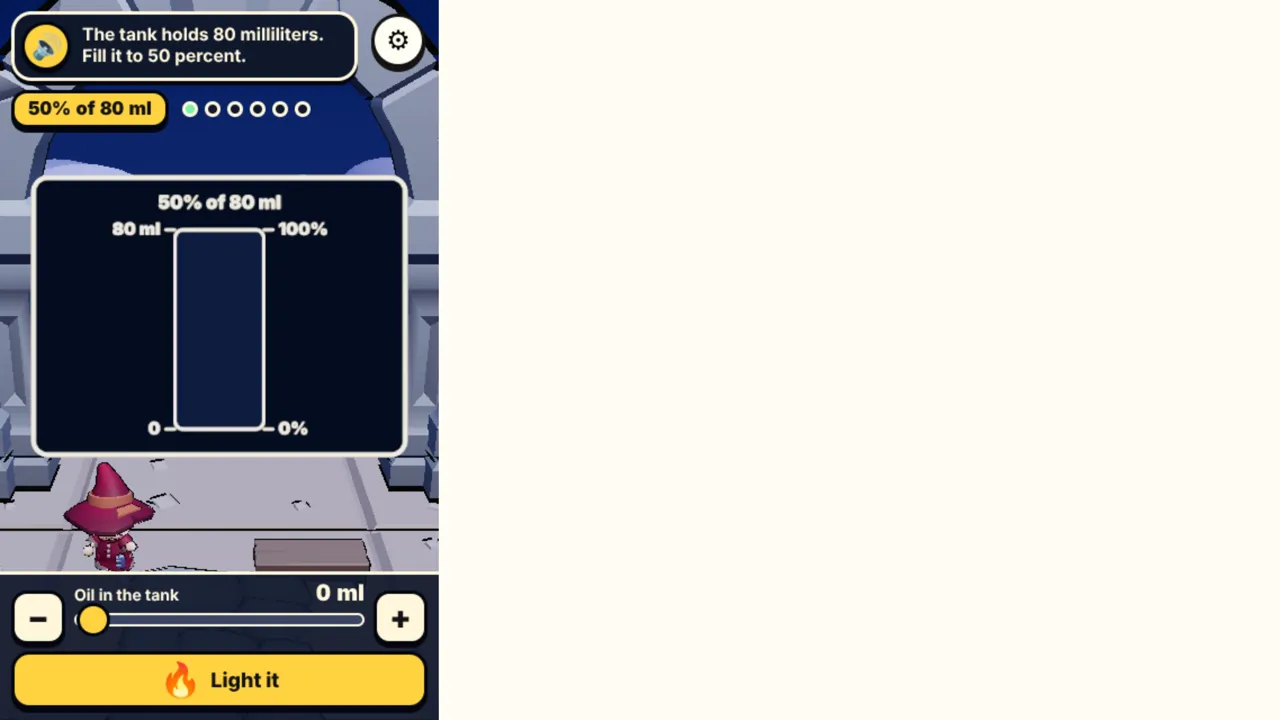 The tank holds 80 milliliters.
Fill it to 50 percent.
50% of 80 ml
50% of 80 ml
80 ml 100%
0 0%
Oil in the tank 0 ml
− +
Light it